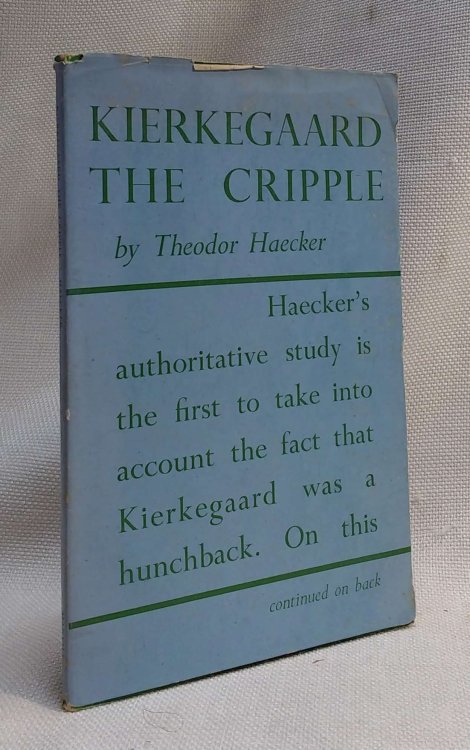 KIERKEGAARD
THE CRIPPLE
by Theodor Haecker
Haecker's
authoritative study is
the first to take into
account the fact that
Kierkegaard was a
hunchback. On this
continued on back